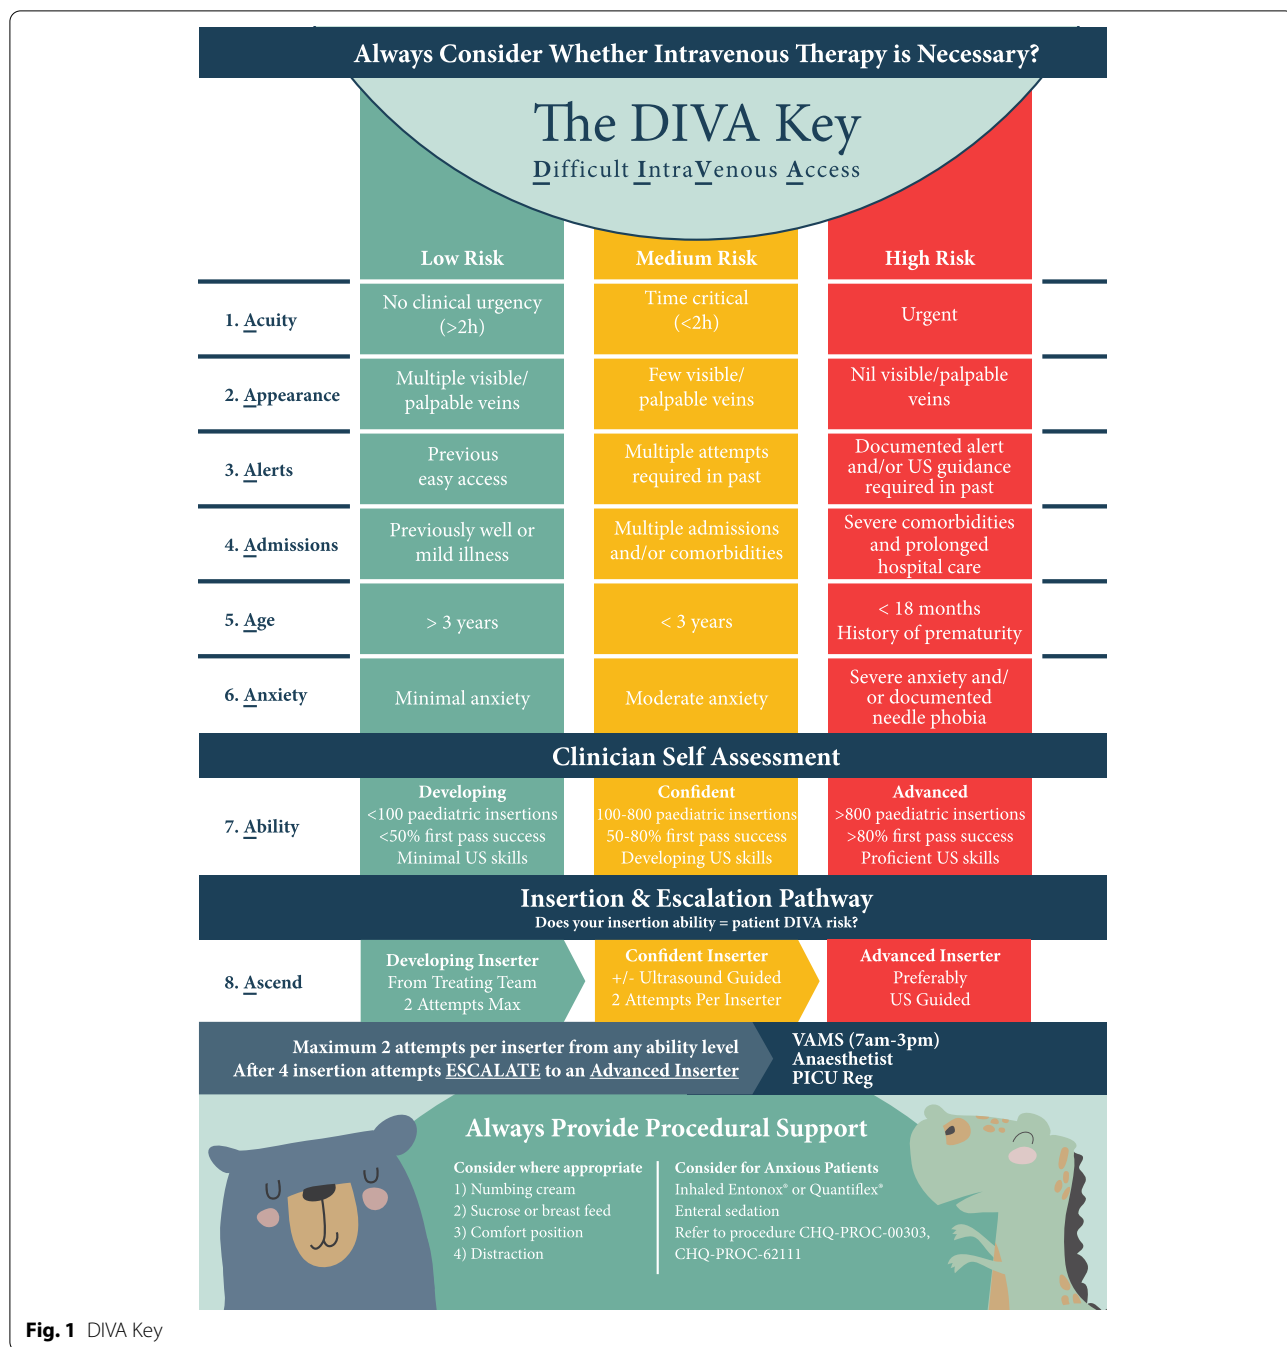 Always Consider Whether Intravenous Therapy is Necessary?
The DIVA Key
Difficult IntraVenous Access
Low Risk
Medium Risk
High Risk
1. Acuity
No clinical urgency
(>2h)
Time critical
(<2h)
Urgent
2. Appearance
Multiple visible/
palpable veins
Few visible/
palpable veins
Nil visible/palpable
veins
3. Alerts
Previous
easy access
Multiple attempts
required in past
Documented alert
and/or US guidance
required in past
4. Admissions
Previously well or
mild illness
Multiple admissions
and/or comorbidities
Severe comorbidities
and prolonged
hospital care
5. Age
> 3 years
< 3 years
< 18 months
History of prematurity
6. Anxiety
Minimal anxiety
Moderate anxiety
Severe anxiety and/
or documented
needle phobia
Clinician Self Assessment
7. Ability
Developing
<100 paediatric insertions
<50% first pass success
Minimal US skills
Confident
100-800 paediatric insertions
50-80% first pass success
Developing US skills
Advanced
>800 paediatric insertions
>80% first pass success
Proficient US skills
Insertion & Escalation Pathway
Does your insertion ability = patient DIVA risk?
8. Ascend
Developing Inserter
From Treating Team
2 Attempts Max
Confident Inserter
+/- Ultrasound Guided
2 Attempts Per Inserter
Advanced Inserter
Preferably
US Guided
Maximum 2 attempts per inserter from any ability level
After 4 insertion attempts ESCALATE to an Advanced Inserter
VAMS (7am-3pm)
Anaesthetist
PICU Reg
Always Provide Procedural Support
Consider where appropriate
1) Numbing cream
2) Sucrose or breast feed
3) Comfort position
4) Distraction
Consider for Anxious Patients
Inhaled Entonox® or Quantiflex®
Enteral sedation
Refer to procedure CHQ-PROC-00303,
CHQ-PROC-62111
Fig. 1 DIVA Key